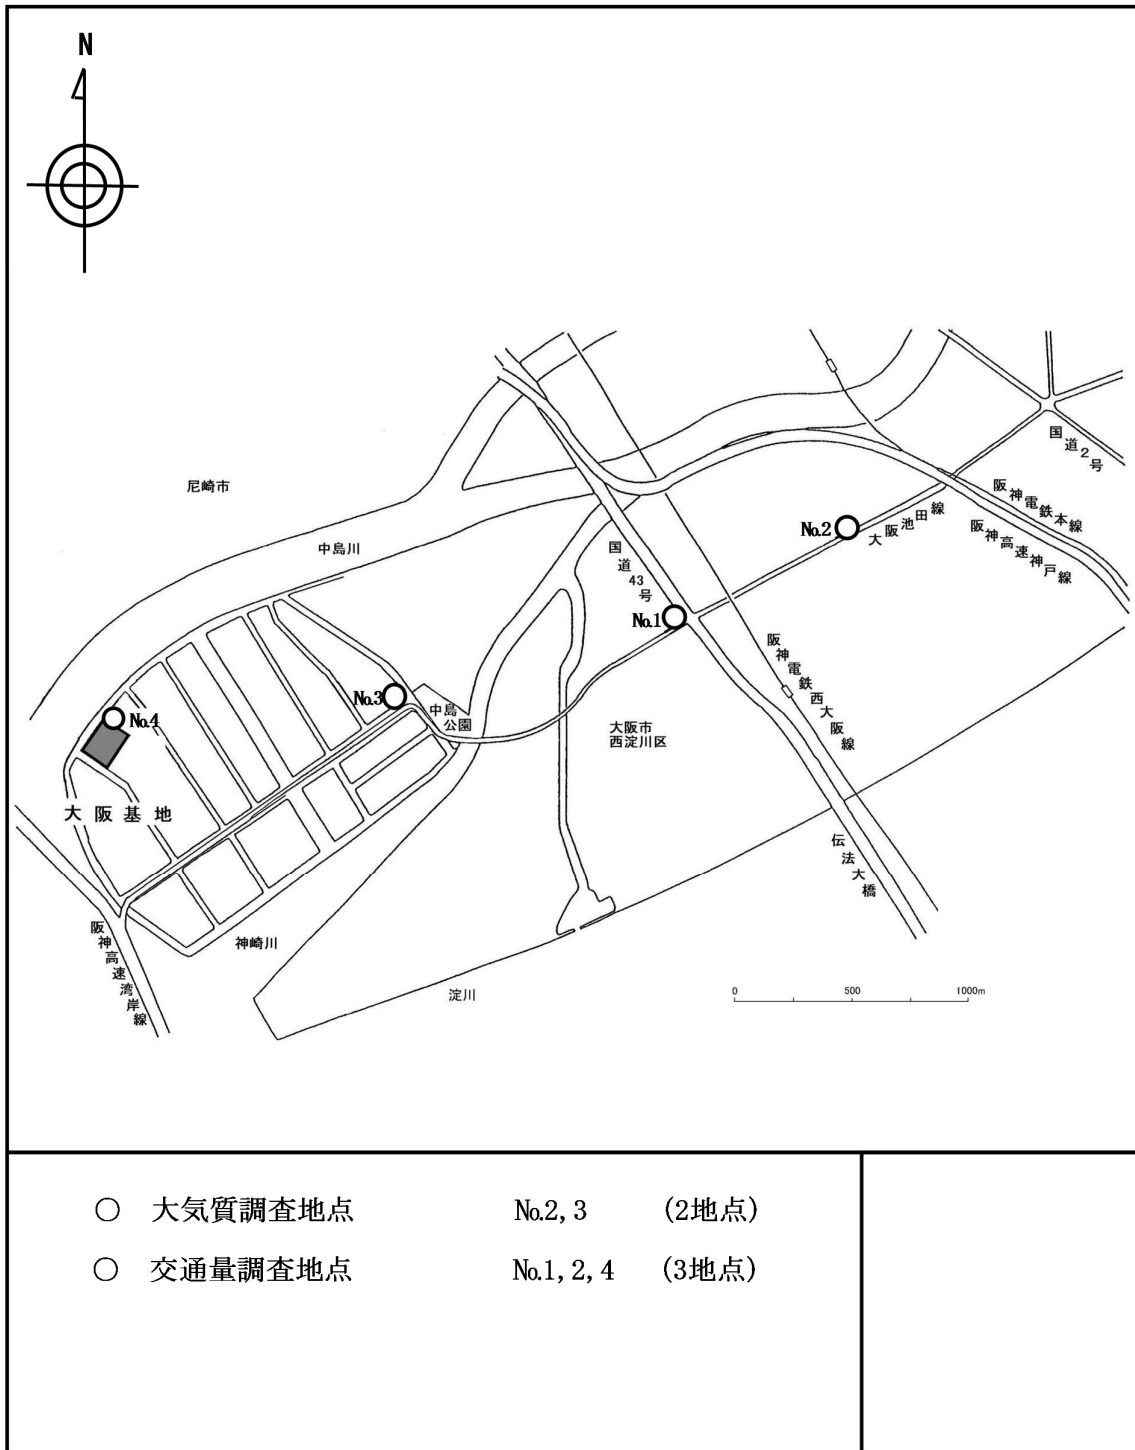 N
尼崎市
中島川
国道2号
阪神電鉄本線
阪神高速神戸線
大阪池田線
No.2
国道43号
No.1
阪神電鉄西大阪線
No.3
中島
公園
No.4
大阪市
西淀川区
大阪基地
伝法大橋
阪神高速湾岸線
神崎川
淀川
0 500 1000m
○ 大気質調査地点 No.2, 3 (2地点)
○ 交通量調査地点 No.1, 2, 4 (3地点)